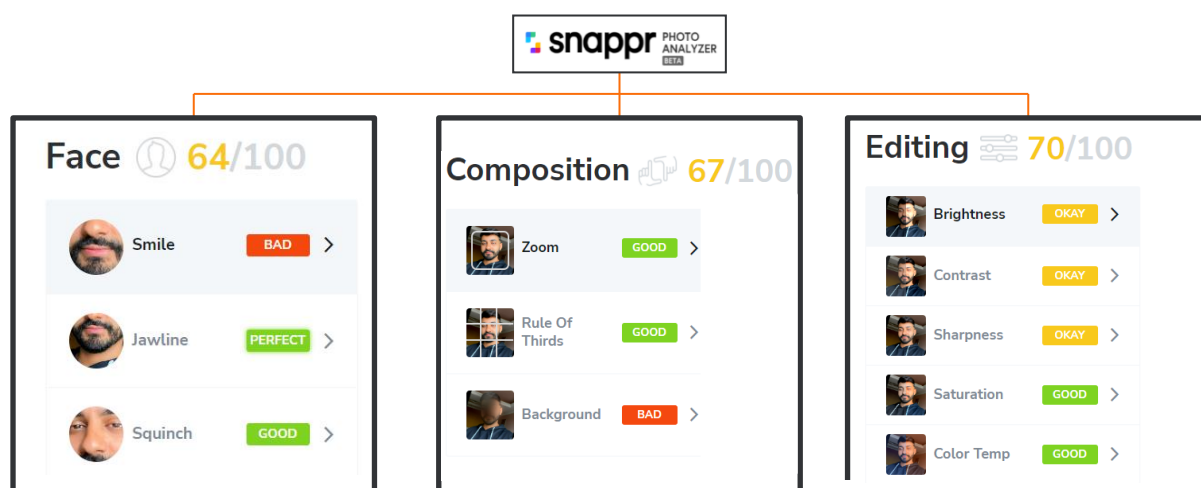 snappr PHOTO
ANALYZER
BETA
Face 64/100
Smile BAD
Jawline PERFECT
Squinch GOOD
Composition 67/100
Zoom GOOD
Rule Of
Thirds GOOD
Background BAD
Editing 70/100
Brightness OKAY
Contrast OKAY
Sharpness OKAY
Saturation GOOD
Color Temp GOOD